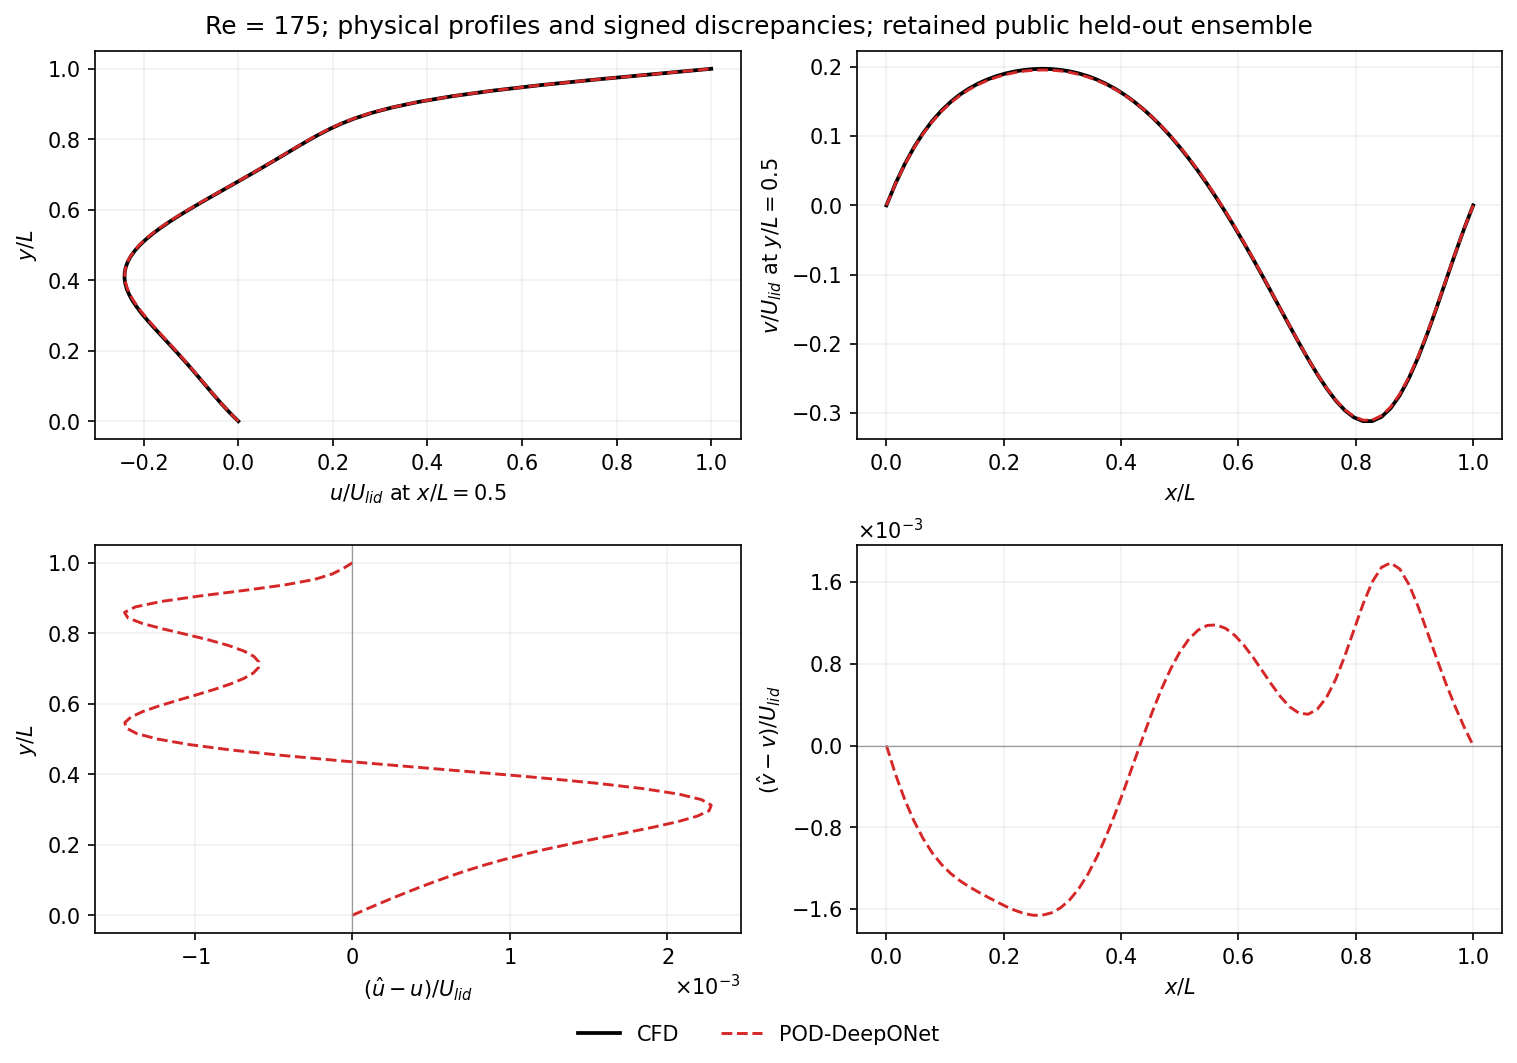 Re = 175; physical profiles and signed discrepancies; retained public held-out ensemble
1.0
0.8
0.6
0.4
0.2
0.0
y/L
−0.2 0.0 0.2 0.4 0.6 0.8 1.0
u/U_lid at x/L = 0.5
0.2
0.1
0.0
−0.1
−0.2
−0.3
v/U_lid at y/L = 0.5
0.0 0.2 0.4 0.6 0.8 1.0
x/L
1.0
0.8
0.6
0.4
0.2
0.0
y/L
−1 0 1 2
(û − u)/U_lid
×10⁻³
×10⁻³
1.6
0.8
0.0
−0.8
−1.6
(v̂ − v)/U_lid
0.0 0.2 0.4 0.6 0.8 1.0
x/L
CFD POD-DeepONet